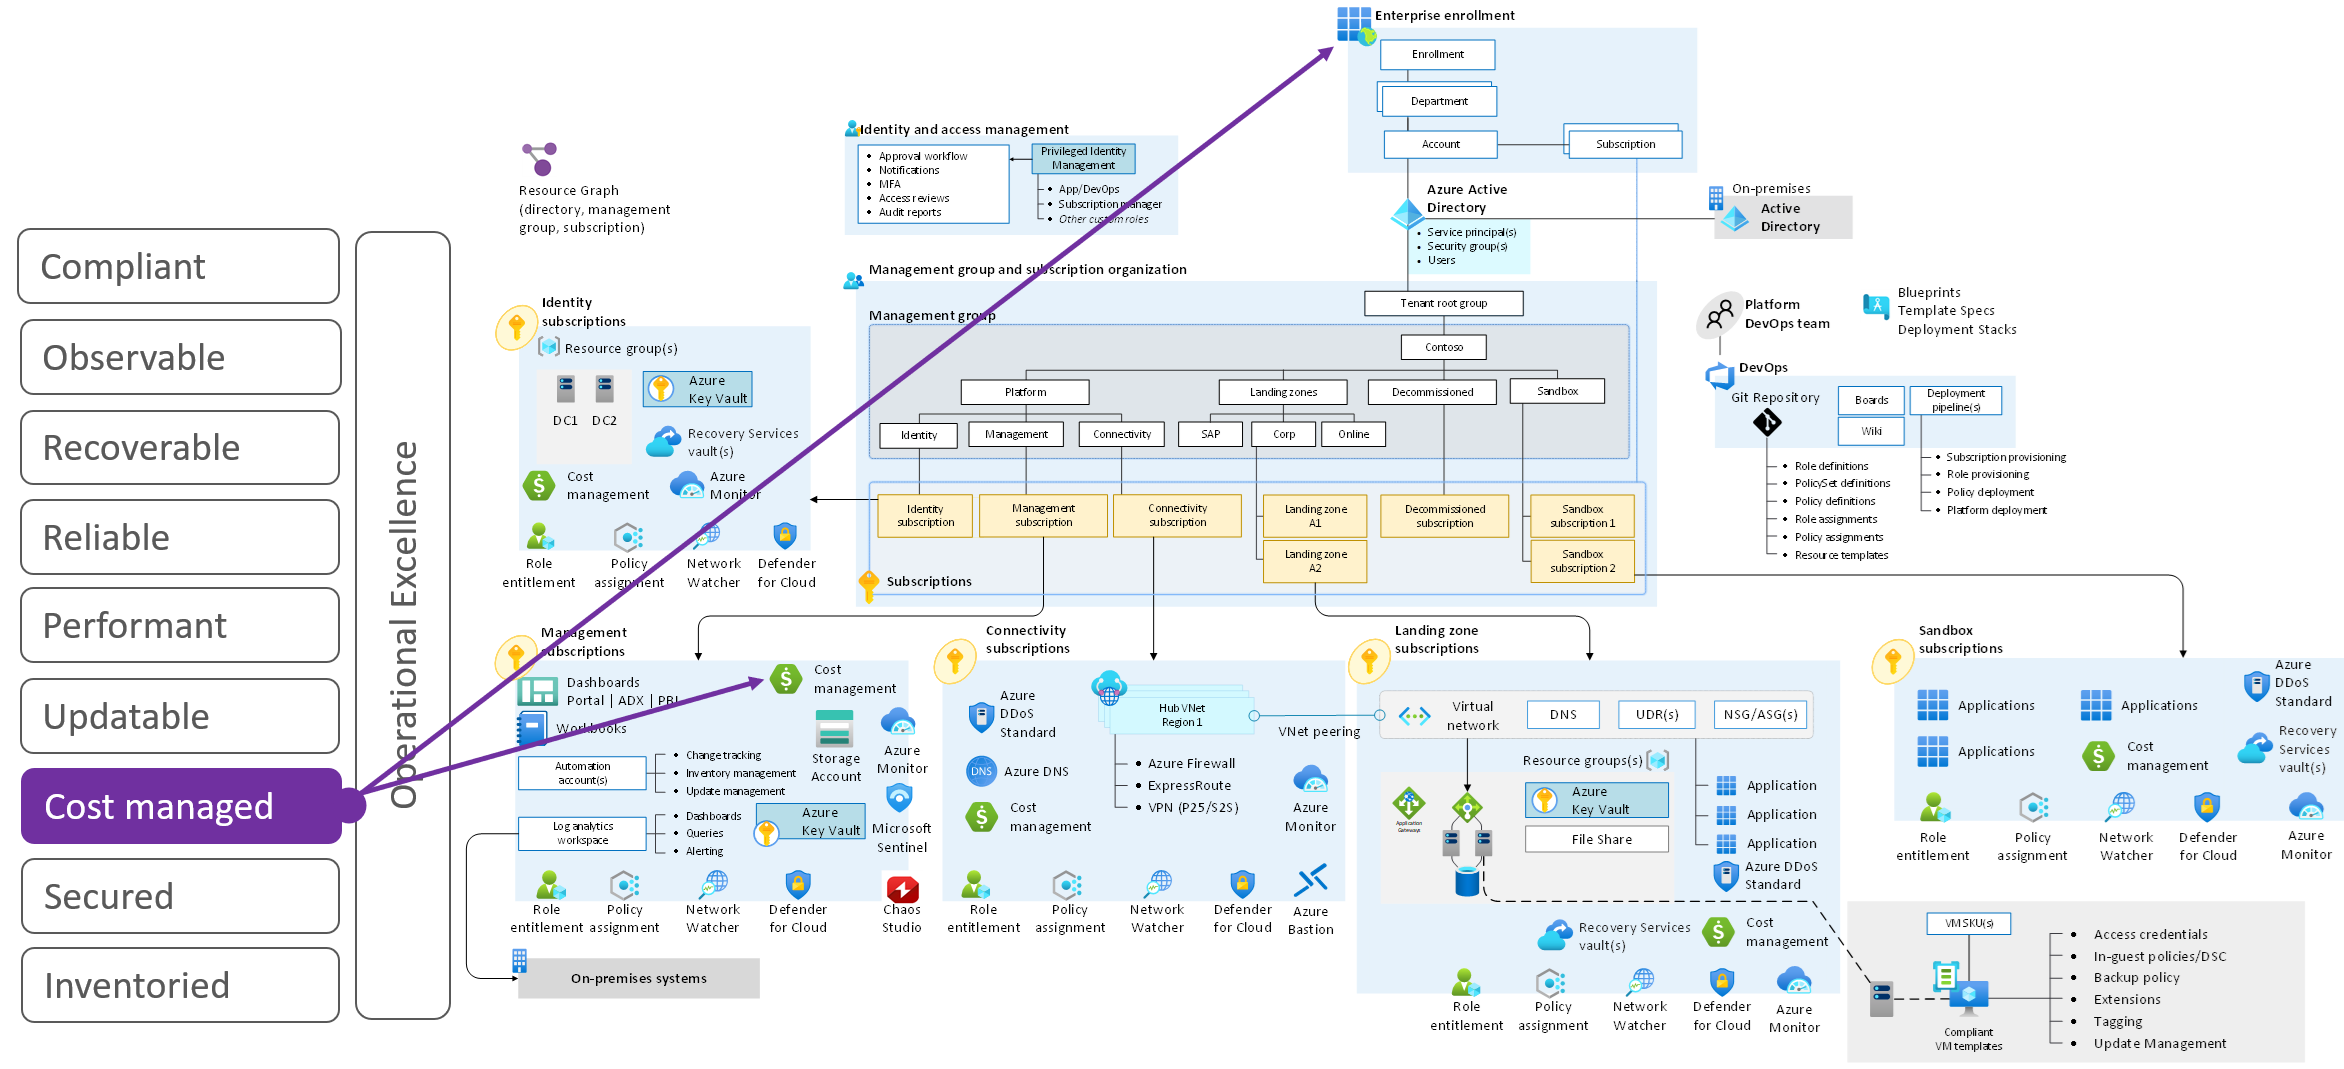 Compliant
Observable
Recoverable
Reliable
Performant
Updatable
Cost managed
Secured
Inventoried
Operational Excellence
Resource Graph
(directory, management
group, subscription)
Identity and access management
Approval workflow
Notifications
MFA
Access reviews
Audit reports
Privileged Identity
Management
App/DevOps
Subscription manager
Other custom roles
Enterprise enrollment
Enrollment
Department
Account
Subscription
Azure Active
Directory
Service principal(s)
Security group(s)
Users
On-premises
Active
Directory
Management group and subscription organization
Tenant root group
Management group
Contoso
Platform
Landing zones
Decommissioned
Sandbox
Identity
Management
Connectivity
SAP
Corp
Online
Identity
subscription
Management
subscription
Connectivity
subscription
Landing zone
A1
Landing zone
A2
Decommissioned
subscription
Sandbox
subscription 1
Sandbox
subscription 2
Subscriptions
Platform
DevOps team
Blueprints
Template Specs
Deployment Stacks
DevOps
Git Repository
Boards
Wiki
Deployment
pipeline(s)
Role definitions
PolicySet definitions
Policy definitions
Role assignments
Policy assignments
Resource templates
Subscription provisioning
Role provisioning
Policy deployment
Platform deployment
Identity
subscriptions
Resource group(s)
DC1
DC2
Azure
Key Vault
Recovery Services
vault(s)
Cost
management
Azure
Monitor
Role
entitlement
Policy
assignment
Network
Watcher
Defender
for Cloud
Management
subscriptions
Dashboards
Portal | ADX | PBI
Workbooks
Cost
management
Storage
Account
Azure
Monitor
Automation
account(s)
Change tracking
Inventory management
Update management
Log analytics
workspace
Dashboards
Queries
Alerting
Azure
Key Vault
Microsoft
Sentinel
Role
entitlement
Policy
assignment
Network
Watcher
Defender
for Cloud
Chaos
Studio
On-premises systems
Connectivity
subscriptions
Azure
DDoS
Standard
DNS
Azure DNS
Cost
management
Hub VNet
Region 1
Azure Firewall
ExpressRoute
VPN (P25/S2S)
VNet peering
Azure
Monitor
Role
entitlement
Policy
assignment
Network
Watcher
Defender
for Cloud
Azure
Bastion
Landing zone
subscriptions
Virtual
network
DNS
UDR(s)
NSG/ASG(s)
Resource groups(s)
Application
Gateways
Azure
Key Vault
File Share
Application
Application
Application
Azure DDoS
Standard
Recovery Services
vault(s)
Cost
management
Role
entitlement
Policy
assignment
Network
Watcher
Defender
for Cloud
Azure
Monitor
Sandbox
subscriptions
Applications
Applications
Applications
Cost
management
Azure
DDoS
Standard
Recovery
Services
vault(s)
Role
entitlement
Policy
assignment
Network
Watcher
Defender
for Cloud
Azure
Monitor
VM SKU(s)
Compliant
VM templates
Access credentials
In-guest policies/DSC
Backup policy
Extensions
Tagging
Update Management